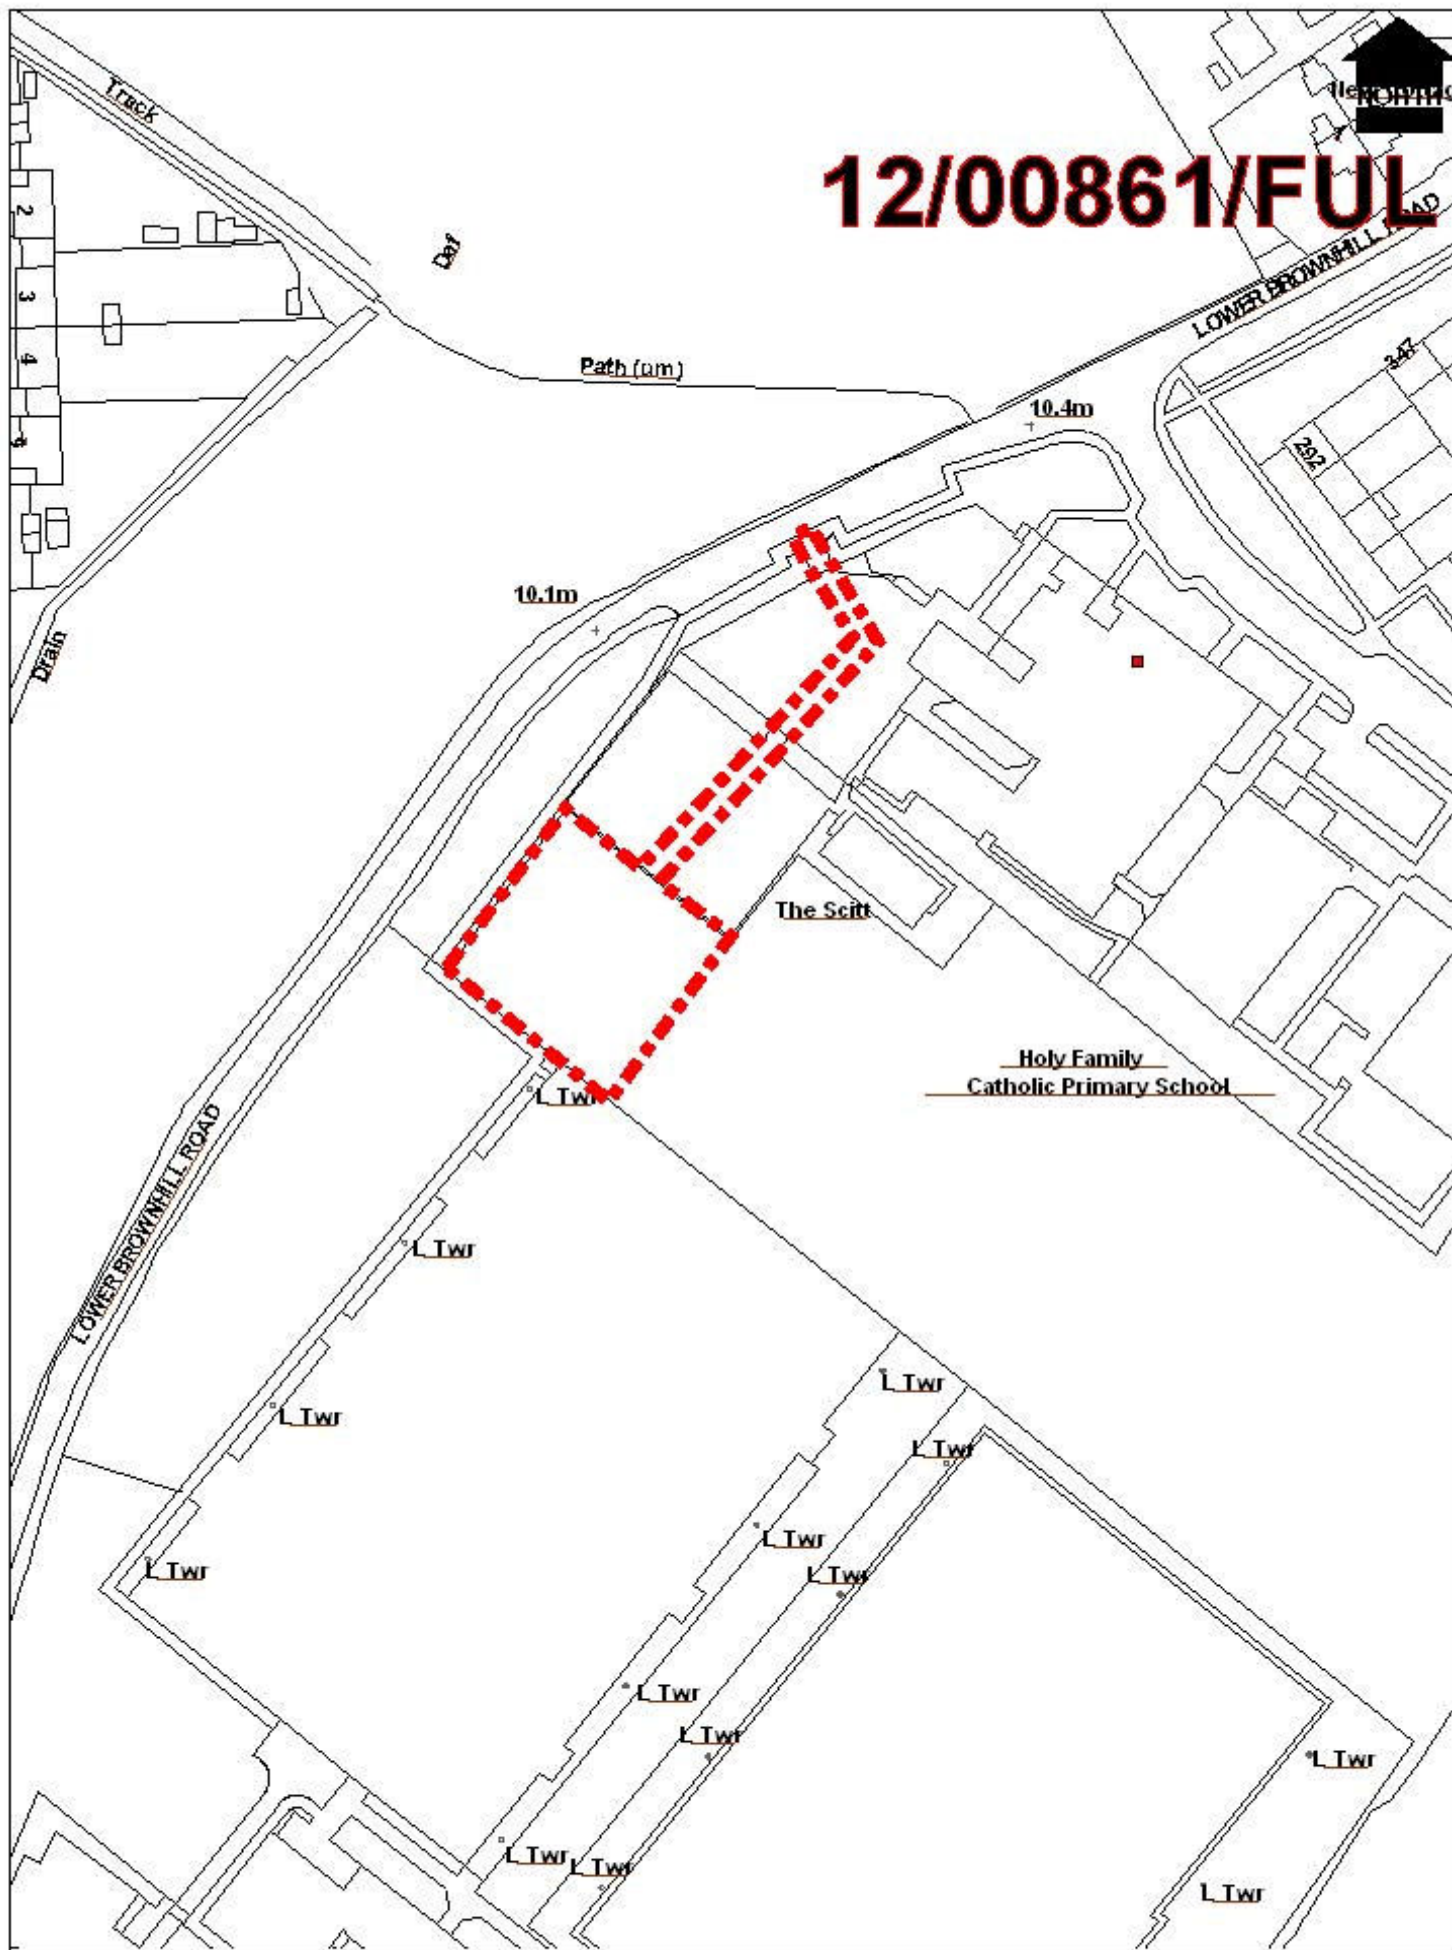 Track
12/00861/FUL
2
LOWER BROWNHILL ROAD
Def
3
4
Path (um)
347
10.4m
292
10.1m
Drain
The Scitt
Holy Family
Catholic Primary School
L Twr
LOWER BROWNHILL ROAD
L Twr
L Twr
L Twr
L Twr
L Twr
L Twr
L Twr
L Twr
L Twr
L Twr
L Twr
L Twr
L Twr